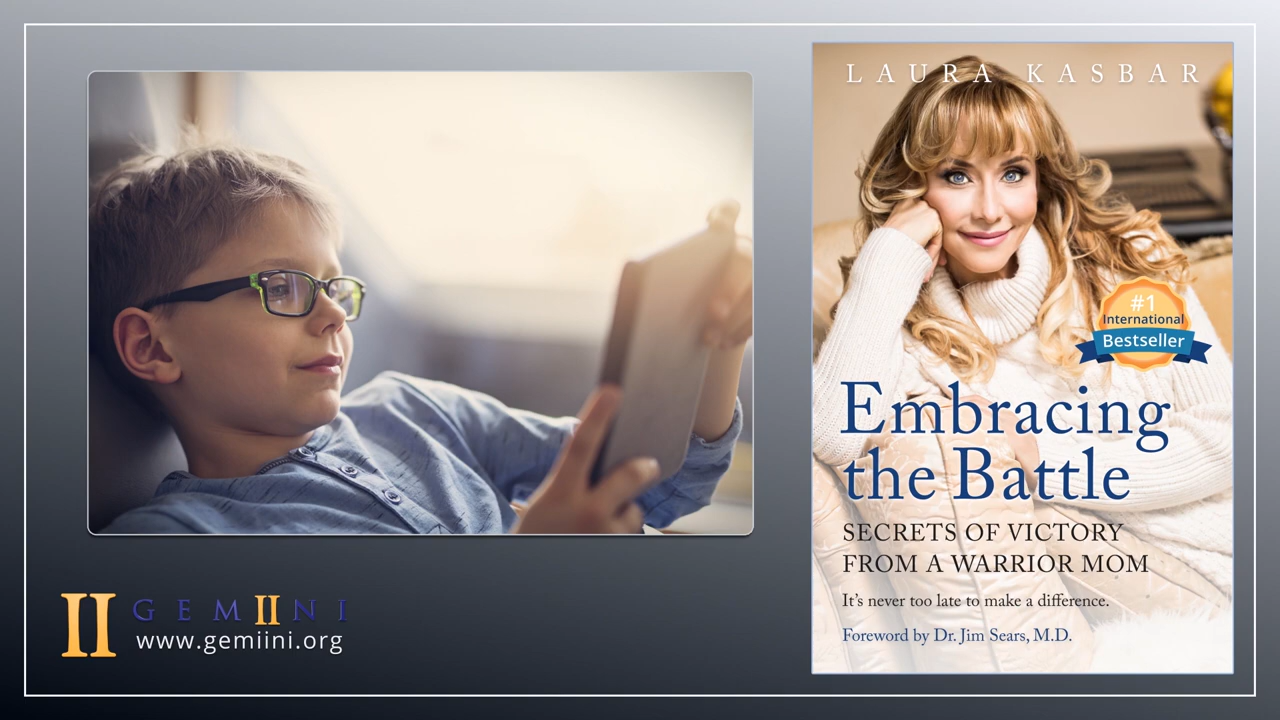 LAURA KASBAR
#1
International
Bestseller
Embracing
the Battle
SECRETS OF VICTORY
FROM A WARRIOR MOM
It's never too late to make a difference.
Foreword by Dr. Jim Sears, M.D.
II GEMIINI
www.gemiini.org